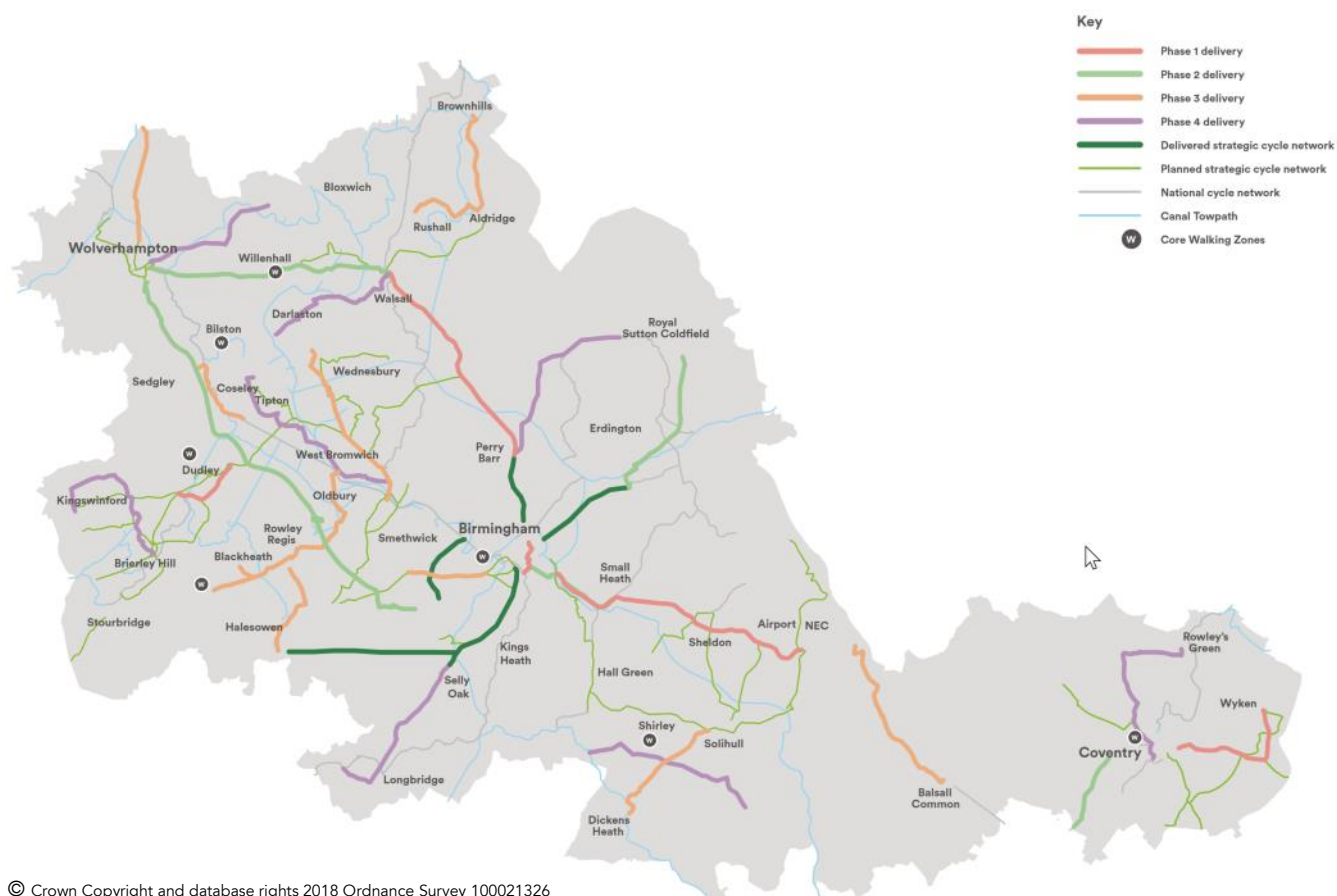 Key
Phase 1 delivery
Phase 2 delivery
Phase 3 delivery
Phase 4 delivery
Delivered strategic cycle network
Planned strategic cycle network
National cycle network
Canal Towpath
W
Core Walking Zones
Brownhills
Bloxwich
Aldridge
Rushall
Wolverhampton
Willenhall
W
Walsall
Darlaston
Bilston
W
Royal
Sutton Coldfield
Wednesbury
Sedgley
Coseley
Tipton
Erdington
Perry
Barr
West Bromwich
W
Dudley
Kingswinford
Oldbury
Rowley
Regis
Smethwick
Birmingham
W
Blackheath
Brierley Hill
W
Small
Heath
Stourbridge
Halesowen
Airport
NEC
Sheldon
Kings
Heath
Hall Green
Selly
Oak
Rowley's
Green
Wyken
Shirley
W
Solihull
W
Coventry
Longbridge
Balsall
Common
Dickens
Heath
© Crown Copyright and database rights 2018 Ordnance Survey 100021326